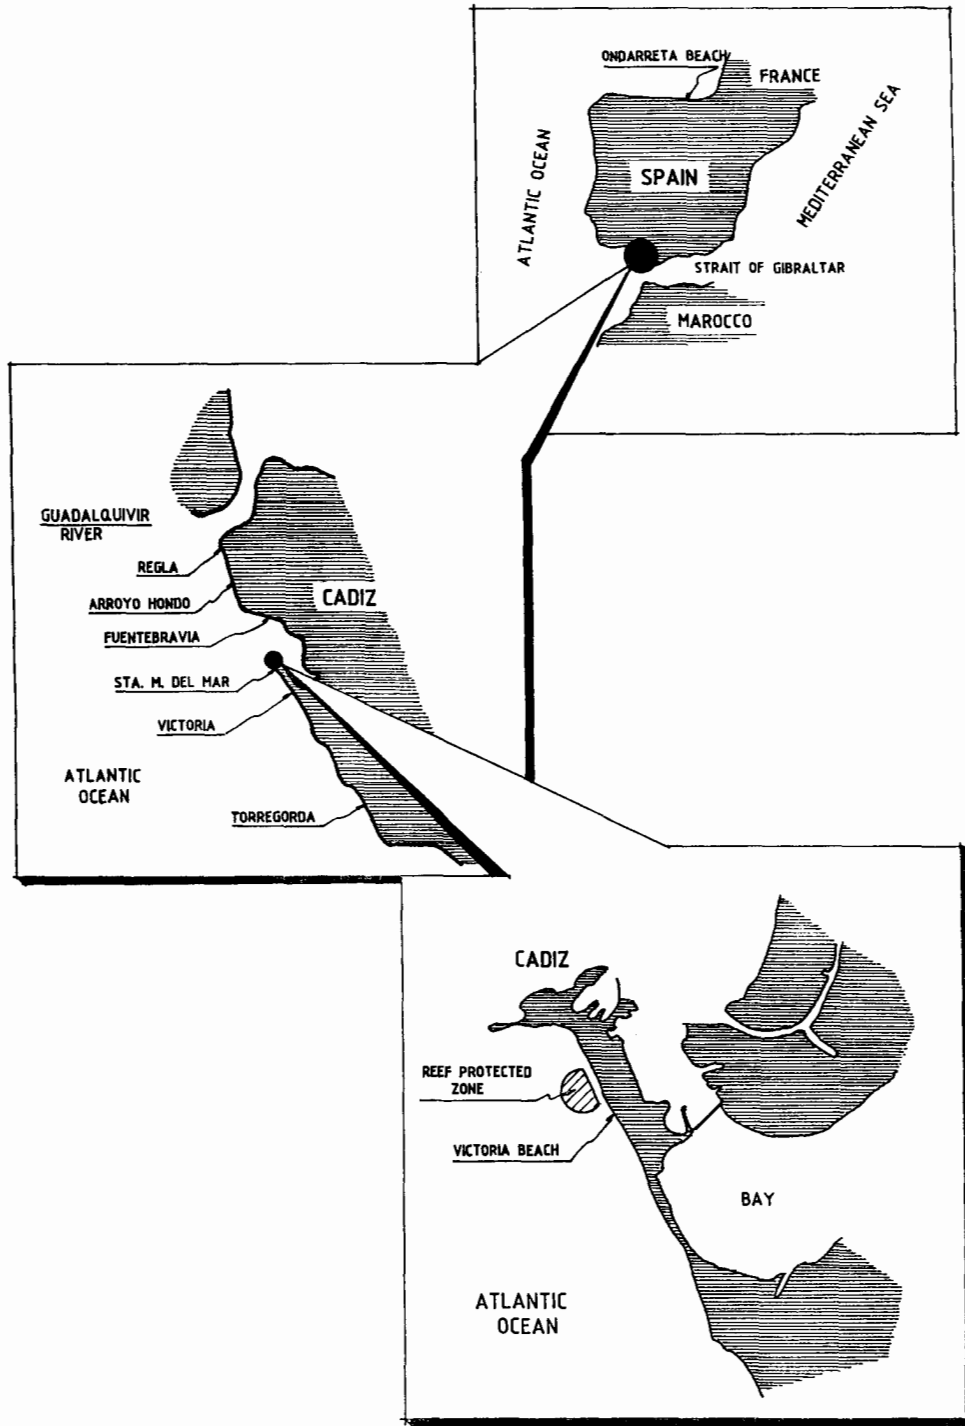 ONDARRETA BEACH
FRANCE
ATLANTIC OCEAN
MEDITERRANEAN SEA
SPAIN
STRAIT OF GIBRALTAR
MAROCCO
GUADALQUIVIR
RIVER
REGLA
ARROYO HONDO
CADIZ
FUENTEBRAVIA
STA. M. DEL MAR
VICTORIA
ATLANTIC
OCEAN
TORREGORDA
CADIZ
REEF PROTECTED
ZONE
VICTORIA BEACH
BAY
ATLANTIC
OCEAN